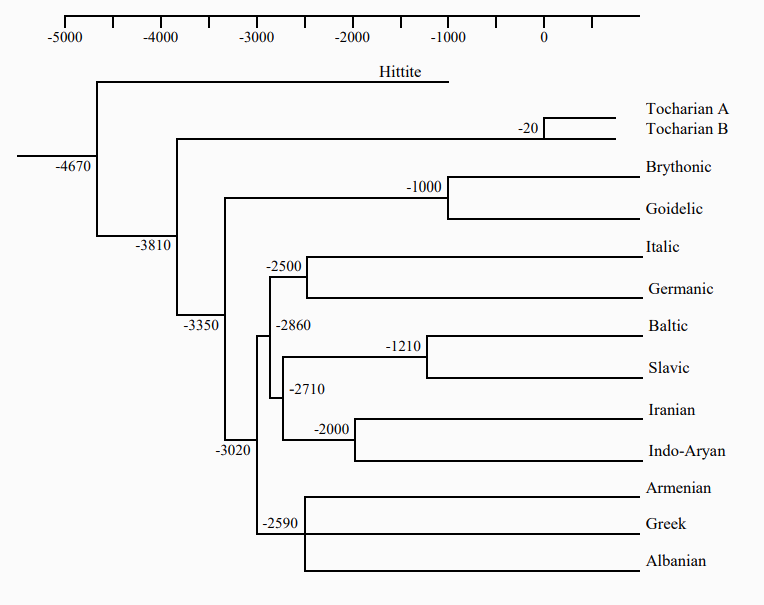 -5000 -4000 -3000 -2000 -1000 0
Hittite
Tocharian A
-20
Tocharian B
-4670
Brythonic
-1000
Goidelic
-3810
Italic
-2500
Germanic
-3350
-2860
Baltic
-1210
Slavic
-2710
Iranian
-2000
-3020
Indo-Aryan
Armenian
-2590
Greek
Albanian